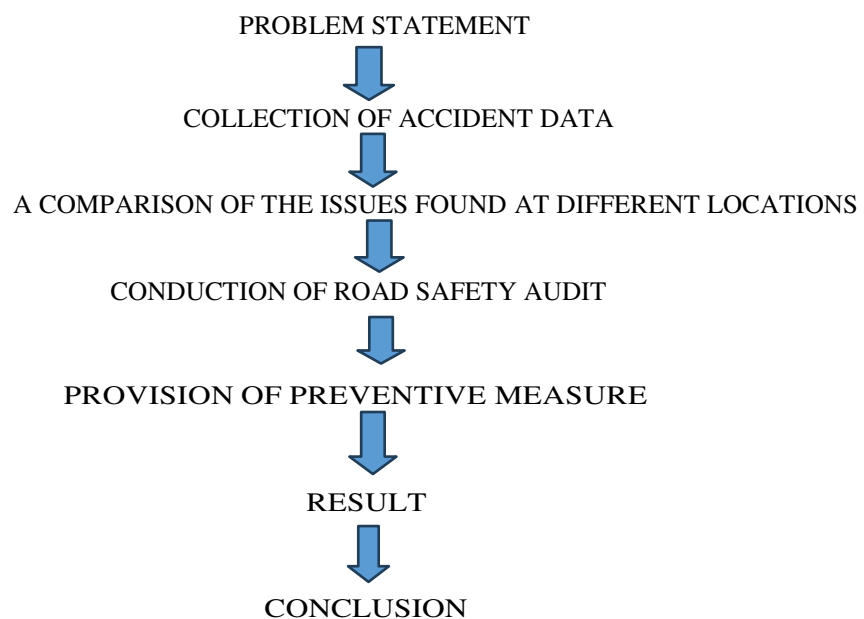 PROBLEM STATEMENT
COLLECTION OF ACCIDENT DATA
A COMPARISON OF THE ISSUES FOUND AT DIFFERENT LOCATIONS
CONDUCTION OF ROAD SAFETY AUDIT
PROVISION OF PREVENTIVE MEASURE
RESULT
CONCLUSION